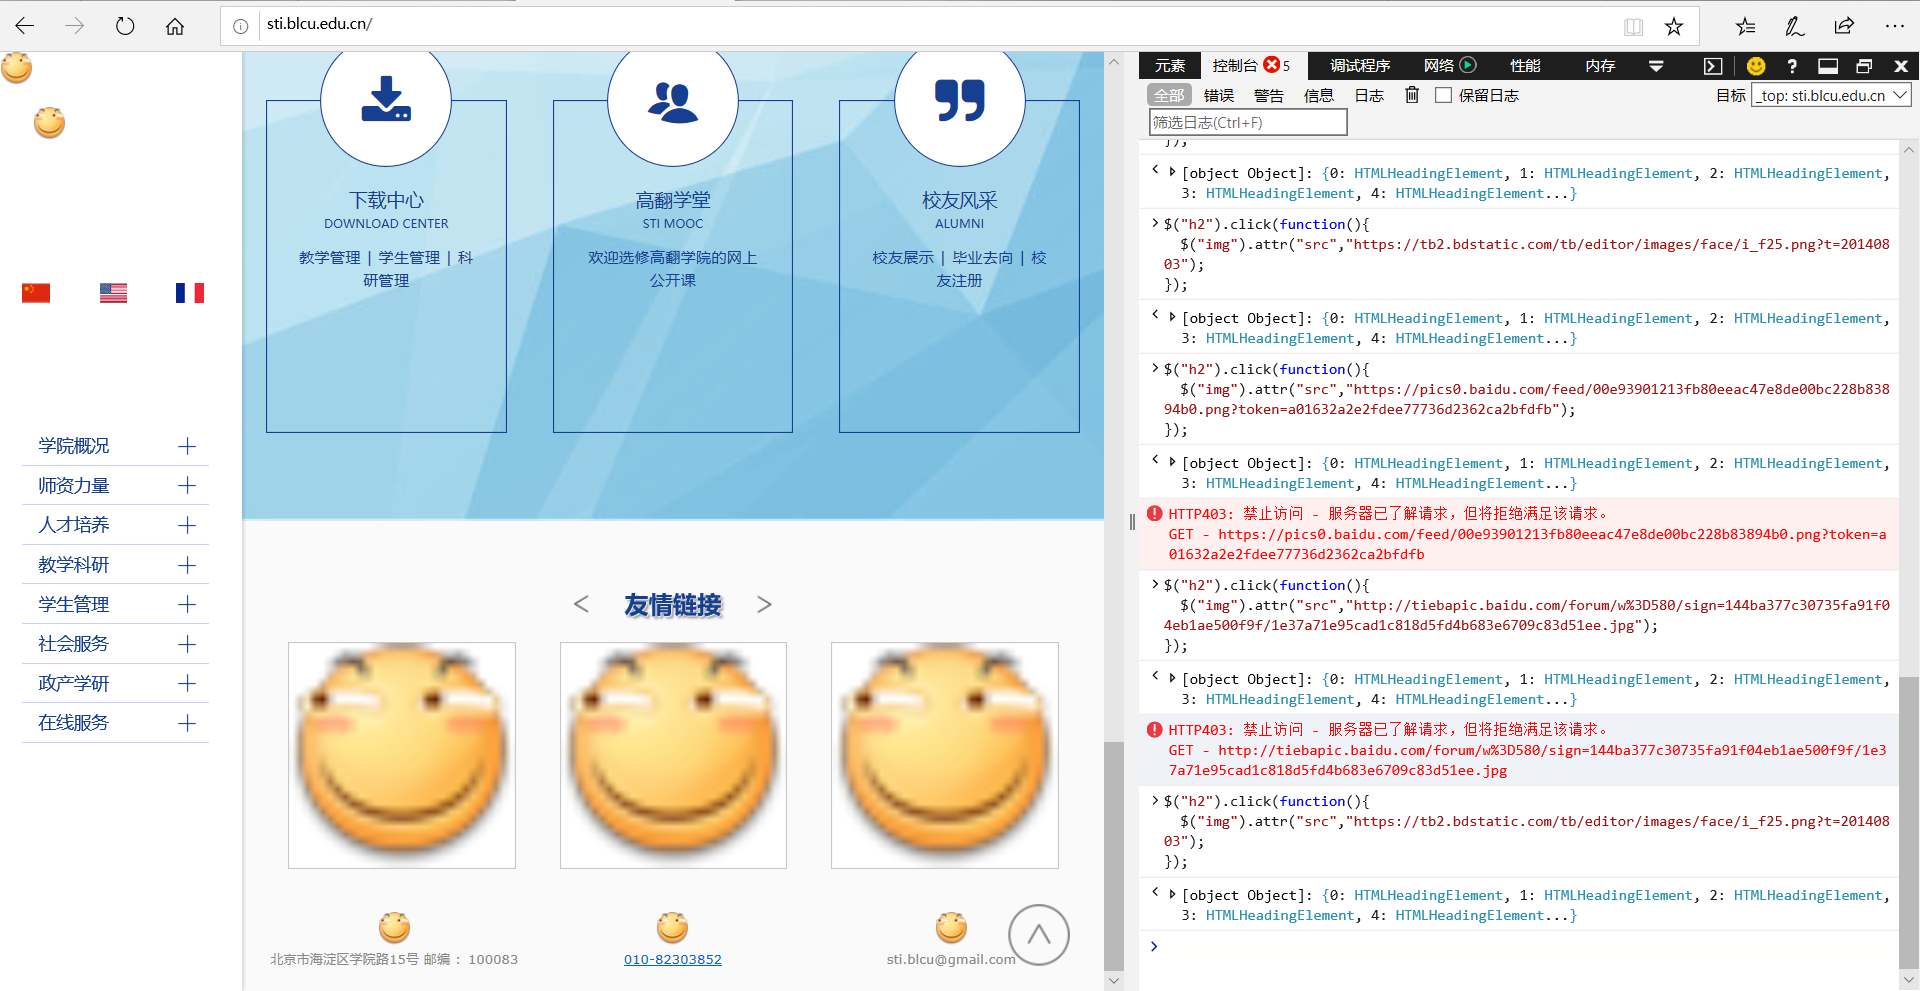 sti.blcu.edu.cn/
下载中心
DOWNLOAD CENTER
教学管理 | 学生管理 | 科
研管理
高翻学堂
STI MOOC
欢迎选修高翻学院的网上
公开课
校友风采
ALUMNI
校友展示 | 毕业去向 | 校
友注册
学院概况
师资力量
人才培养
教学科研
学生管理
社会服务
政产学研
在线服务
< 友情链接 >
北京市海淀区学院路15号 邮编： 100083
010-82303852
sti.blcu@gmail.com
元素 控制台 5 调试程序 网络 性能 内存
全部 错误 警告 信息 日志 保留日志 目标 _top: sti.blcu.edu.cn
筛选日志(Ctrl+F)
});
[object Object]: {0: HTMLHeadingElement, 1: HTMLHeadingElement, 2: HTMLHeadingElement,
3: HTMLHeadingElement, 4: HTMLHeadingElement...}
$("h2").click(function(){
$("img").attr("src","https://tb2.bdstatic.com/tb/editor/images/face/i_f25.png?t=201408
03");
});
[object Object]: {0: HTMLHeadingElement, 1: HTMLHeadingElement, 2: HTMLHeadingElement,
3: HTMLHeadingElement, 4: HTMLHeadingElement...}
$("h2").click(function(){
$("img").attr("src","https://pics0.baidu.com/feed/00e93901213fb80eeac47e8de00bc228b838
94b0.png?token=a01632a2e2fdee77736d2362ca2bfdfb");
});
[object Object]: {0: HTMLHeadingElement, 1: HTMLHeadingElement, 2: HTMLHeadingElement,
3: HTMLHeadingElement, 4: HTMLHeadingElement...}
HTTP403: 禁止访问 - 服务器已了解请求，但将拒绝满足该请求。
GET - https://pics0.baidu.com/feed/00e93901213fb80eeac47e8de00bc228b83894b0.png?token=a
01632a2e2fdee77736d2362ca2bfdfb
$("h2").click(function(){
$("img").attr("src","http://tiebapic.baidu.com/forum/w%3D580/sign=144ba377c30735fa91f0
4eb1ae500f9f/1e37a71e95cad1c818d5fd4b683e6709c83d51ee.jpg");
});
[object Object]: {0: HTMLHeadingElement, 1: HTMLHeadingElement, 2: HTMLHeadingElement,
3: HTMLHeadingElement, 4: HTMLHeadingElement...}
HTTP403: 禁止访问 - 服务器已了解请求，但将拒绝满足该请求。
GET - http://tiebapic.baidu.com/forum/w%3D580/sign=144ba377c30735fa91f04eb1ae500f9f/1e3
7a71e95cad1c818d5fd4b683e6709c83d51ee.jpg
$("h2").click(function(){
$("img").attr("src","https://tb2.bdstatic.com/tb/editor/images/face/i_f25.png?t=201408
03");
});
[object Object]: {0: HTMLHeadingElement, 1: HTMLHeadingElement, 2: HTMLHeadingElement,
3: HTMLHeadingElement, 4: HTMLHeadingElement...}